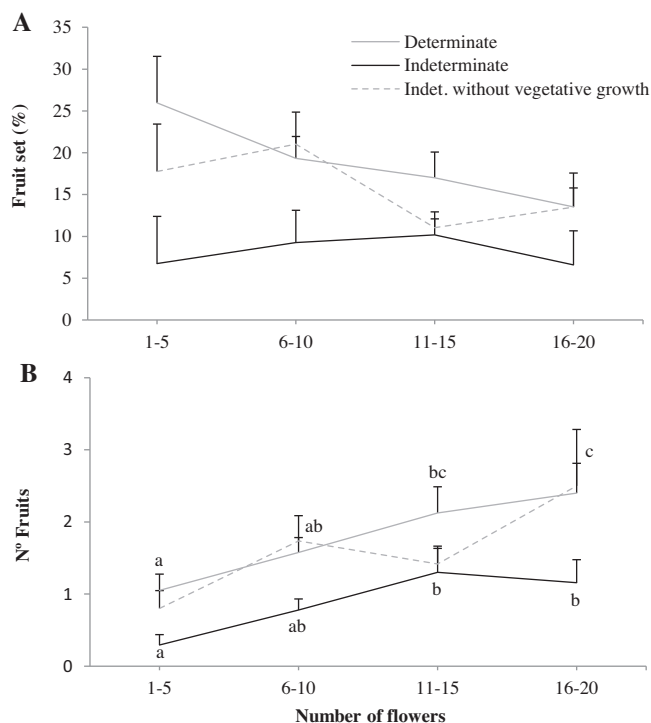 A
Determinate
Indeterminate
Indet. without vegetative growth
Fruit set (%)
35
30
25
20
15
10
5
0
1-5 6-10 11-15 16-20
B
Nº Fruits
4
3
2
1
0
a ab bc c
a ab b b
1-5 6-10 11-15 16-20
Number of flowers